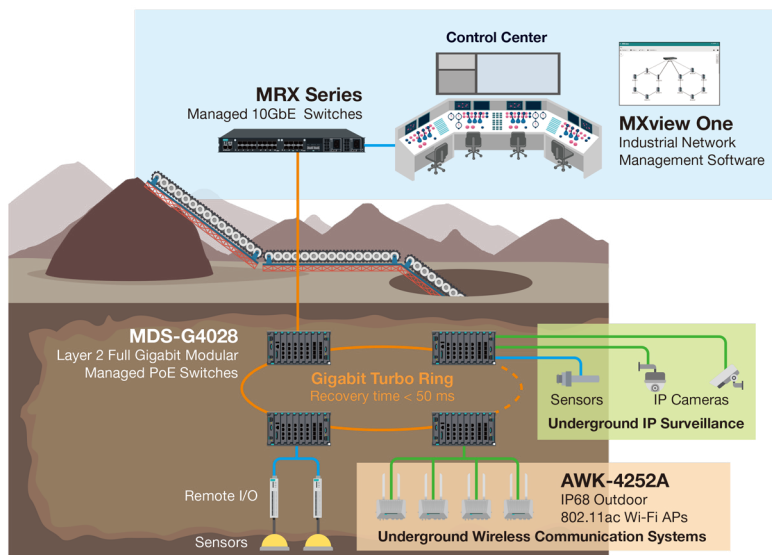 Control Center
MRX Series
Managed 10GbE Switches
MXview One
Industrial Network
Management Software
MDS-G4028
Layer 2 Full Gigabit Modular
Managed PoE Switches
Gigabit Turbo Ring
Recovery time < 50 ms
Sensors
IP Cameras
Underground IP Surveillance
Remote I/O
Sensors
AWK-4252A
IP68 Outdoor
802.11ac Wi-Fi APs
Underground Wireless Communication Systems